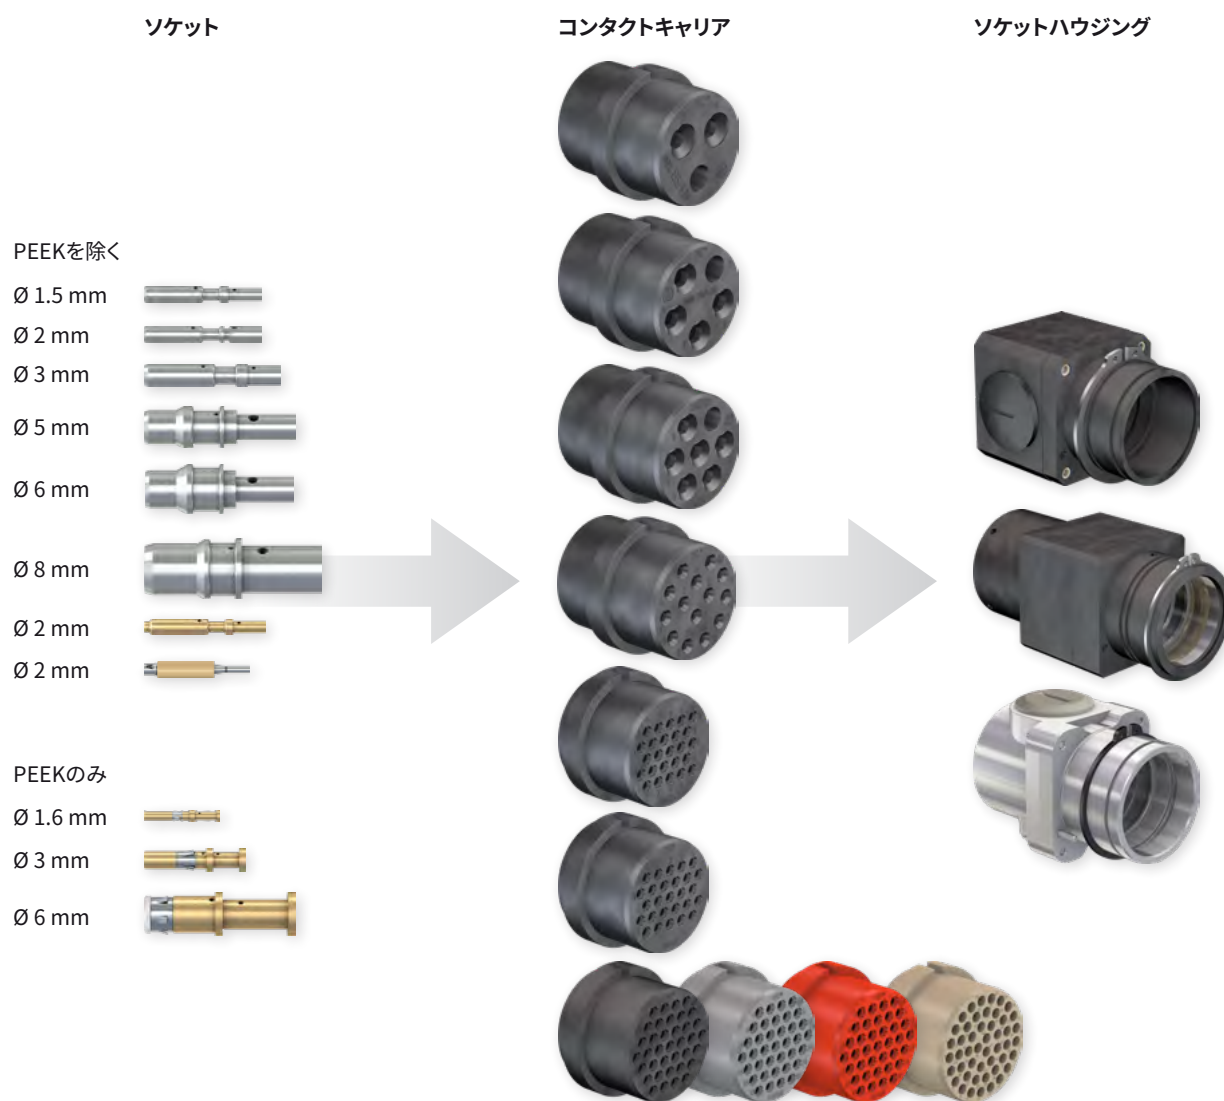 ソケット
コンタクトキャリア
ソケットハウジング
PEEKを除く
Ø 1.5 mm
Ø 2 mm
Ø 3 mm
Ø 5 mm
Ø 6 mm
Ø 8 mm
Ø 2 mm
Ø 2 mm
PEEKのみ
Ø 1.6 mm
Ø 3 mm
Ø 6 mm